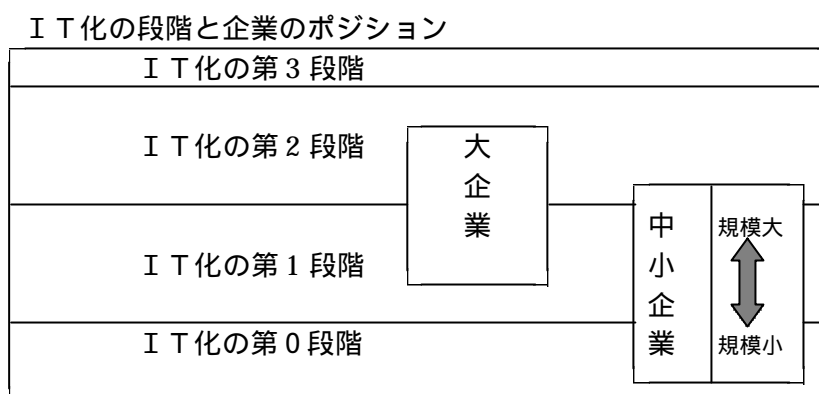 ＩＴ化の段階と企業のポジション
ＩＴ化の第３段階
ＩＴ化の第２段階
大企業
ＩＴ化の第１段階
中小企業
規模大
規模小
ＩＴ化の第０段階